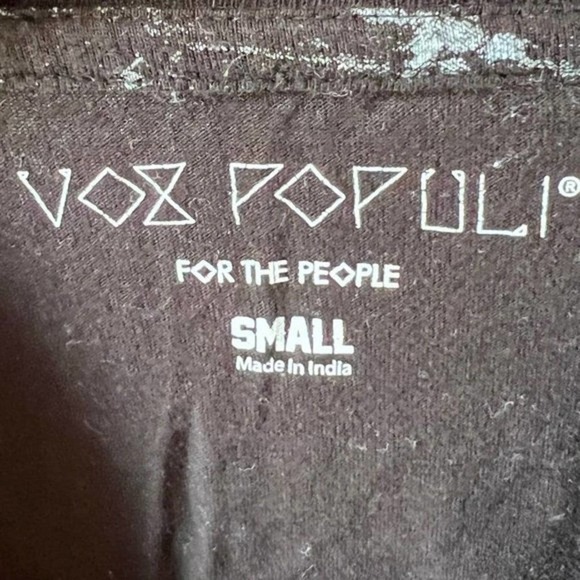 VOX POPULI®
FOR THE PEOPLE
SMALL
Made In India